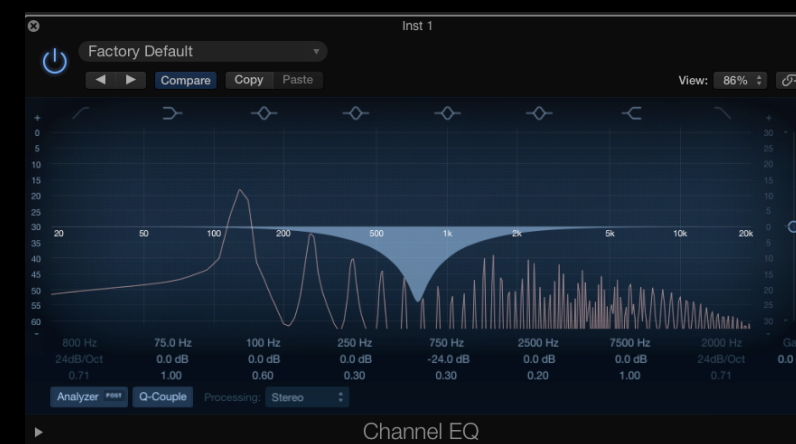 Inst 1
Factory Default
Compare Copy Paste View: 86%
+ +
0 30
5 25
10 20
15 15
20 10
25 5
30 20 50 100 200 500 1k 2k 5k 10k 20k 0
35 5
40 10
45 15
50 20
55 25
60 30
- -
800 Hz 75.0 Hz 100 Hz 250 Hz 750 Hz 2500 Hz 7500 Hz 2000 Hz
24dB/Oct 0.0 dB 0.0 dB 0.0 dB -24.0 dB 0.0 dB 0.0 dB 24dB/Oct 0.0
0.71 1.00 0.60 0.30 0.30 0.20 1.00 0.71
Analyzer POST Q-Couple Processing: Stereo
Channel EQ